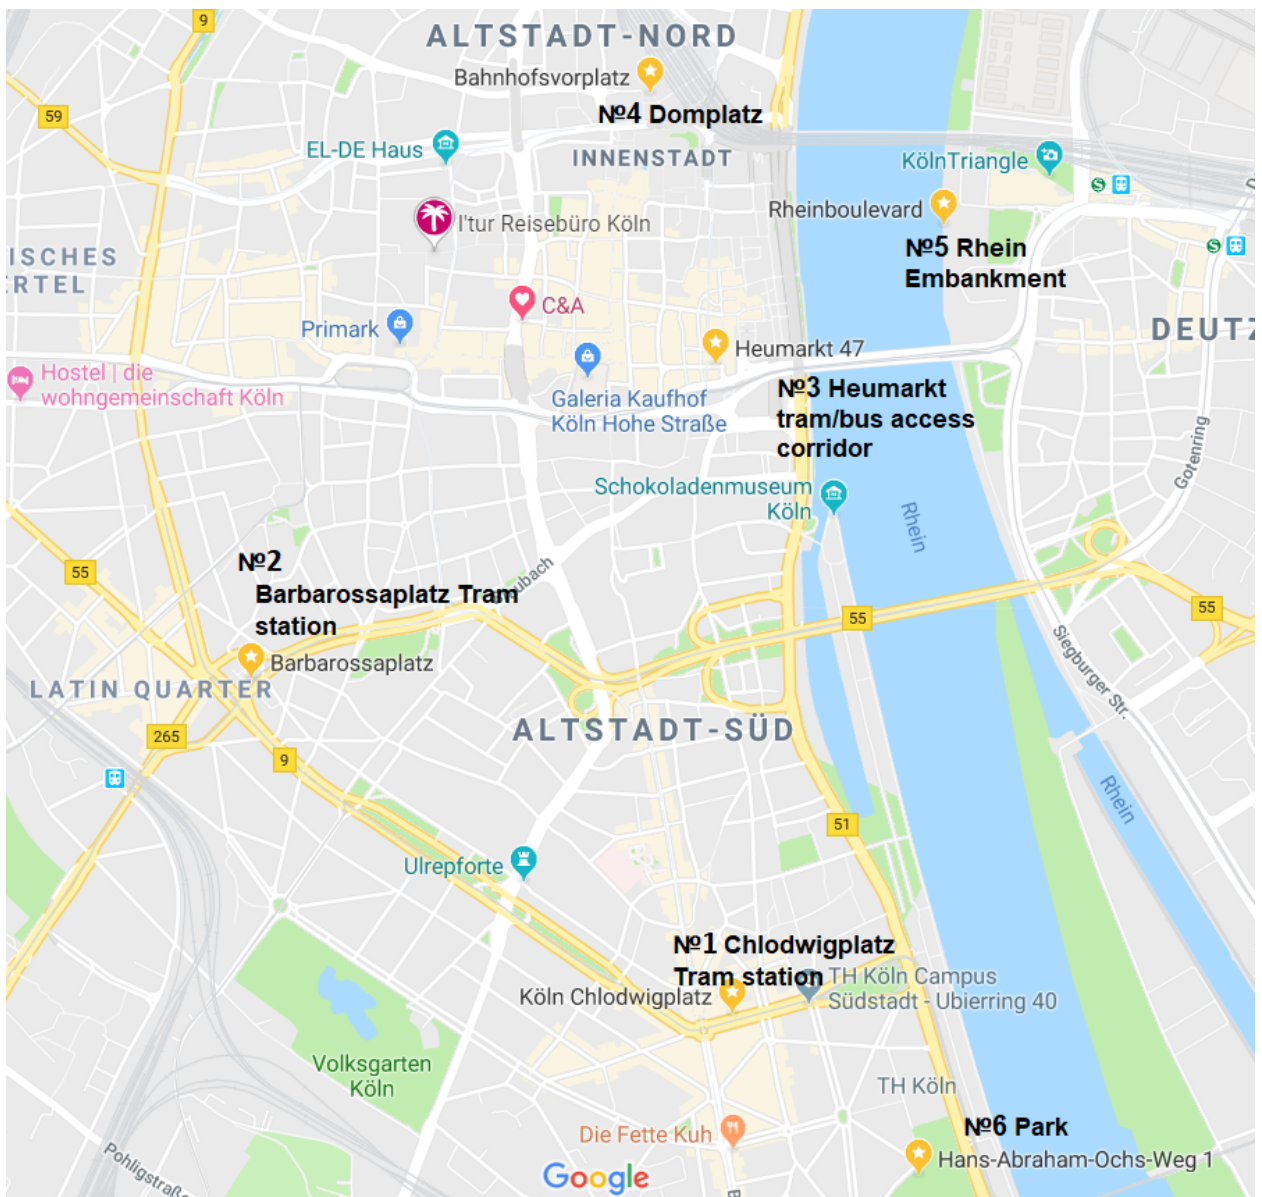 9
ALTSTADT-NORD
Bahnhofsvorplatz
№4 Domplatz
59
EL-DE Haus
INNENSTADT
KölnTriangle
S
l'tur Reisebüro Köln
Rheinboulevard
№5 Rhein
Embankment
S
ISCHES
ERTEL
C&A
Primark
DEUTZ
Heumarkt 47
Hostel | die
wohngemeinschaft Köln
Galeria Kaufhof
Köln Hohe Straße
№3 Heumarkt
tram/bus access
corridor
Gotenring
Schokoladenmuseum
Köln
Rhein
№2
Barbarossaplatz Tram
station
55
ubach
55
55
Barbarossaplatz
Siegburger Str.
LATIN QUARTER
265
9
ALTSTADT-SÜD
Rhein
51
Ulrepforte
№1 Chlodwigplatz
Tram station
Köln Chlodwigplatz
TH Köln Campus
Südstadt - Ubierring 40
Volksgarten
Köln
TH Köln
№6 Park
Die Fette Kuh
Hans-Abraham-Ochs-Weg 1
Pohligstraße
Google